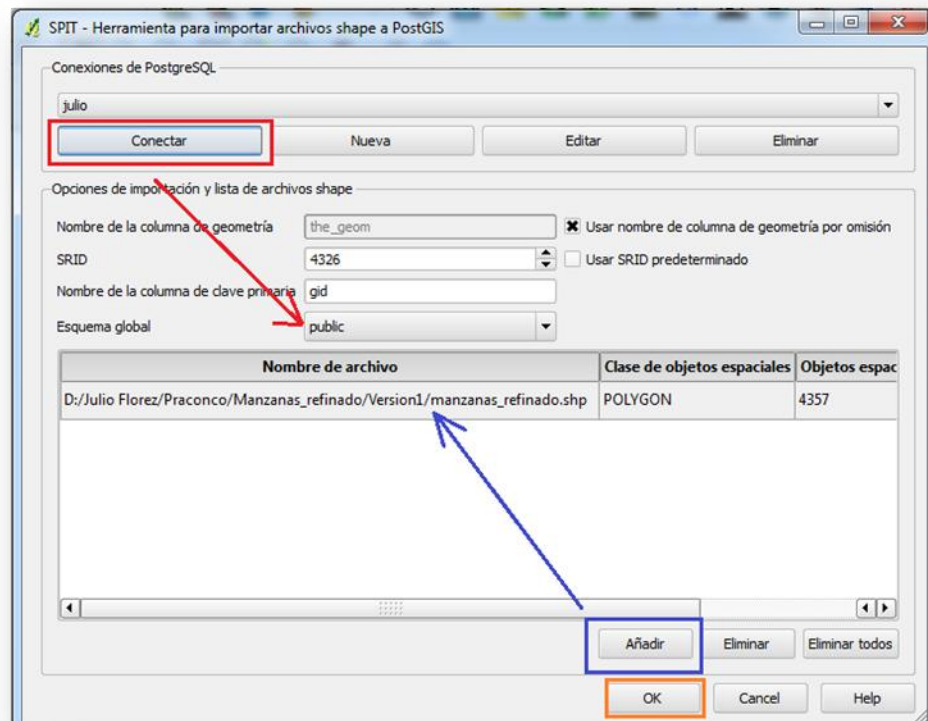 SPIT - Herramienta para importar archivos shape a PostGIS
Conexiones de PostgreSQL
julio
Conectar Nueva Editar Eliminar
Opciones de importación y lista de archivos shape
Nombre de la columna de geometría the_geom Usar nombre de columna de geometría por omisión
SRID 4326 Usar SRID predeterminado
Nombre de la columna de clave primaria gid
Esquema global public
Nombre de archivo Clase de objetos espaciales Objetos espac
D:/Julio Florez/Praconco/Manzanas_refinado/Version1/manzanas_refinado.shp POLYGON 4357
Añadir Eliminar Eliminar todos
OK Cancel Help